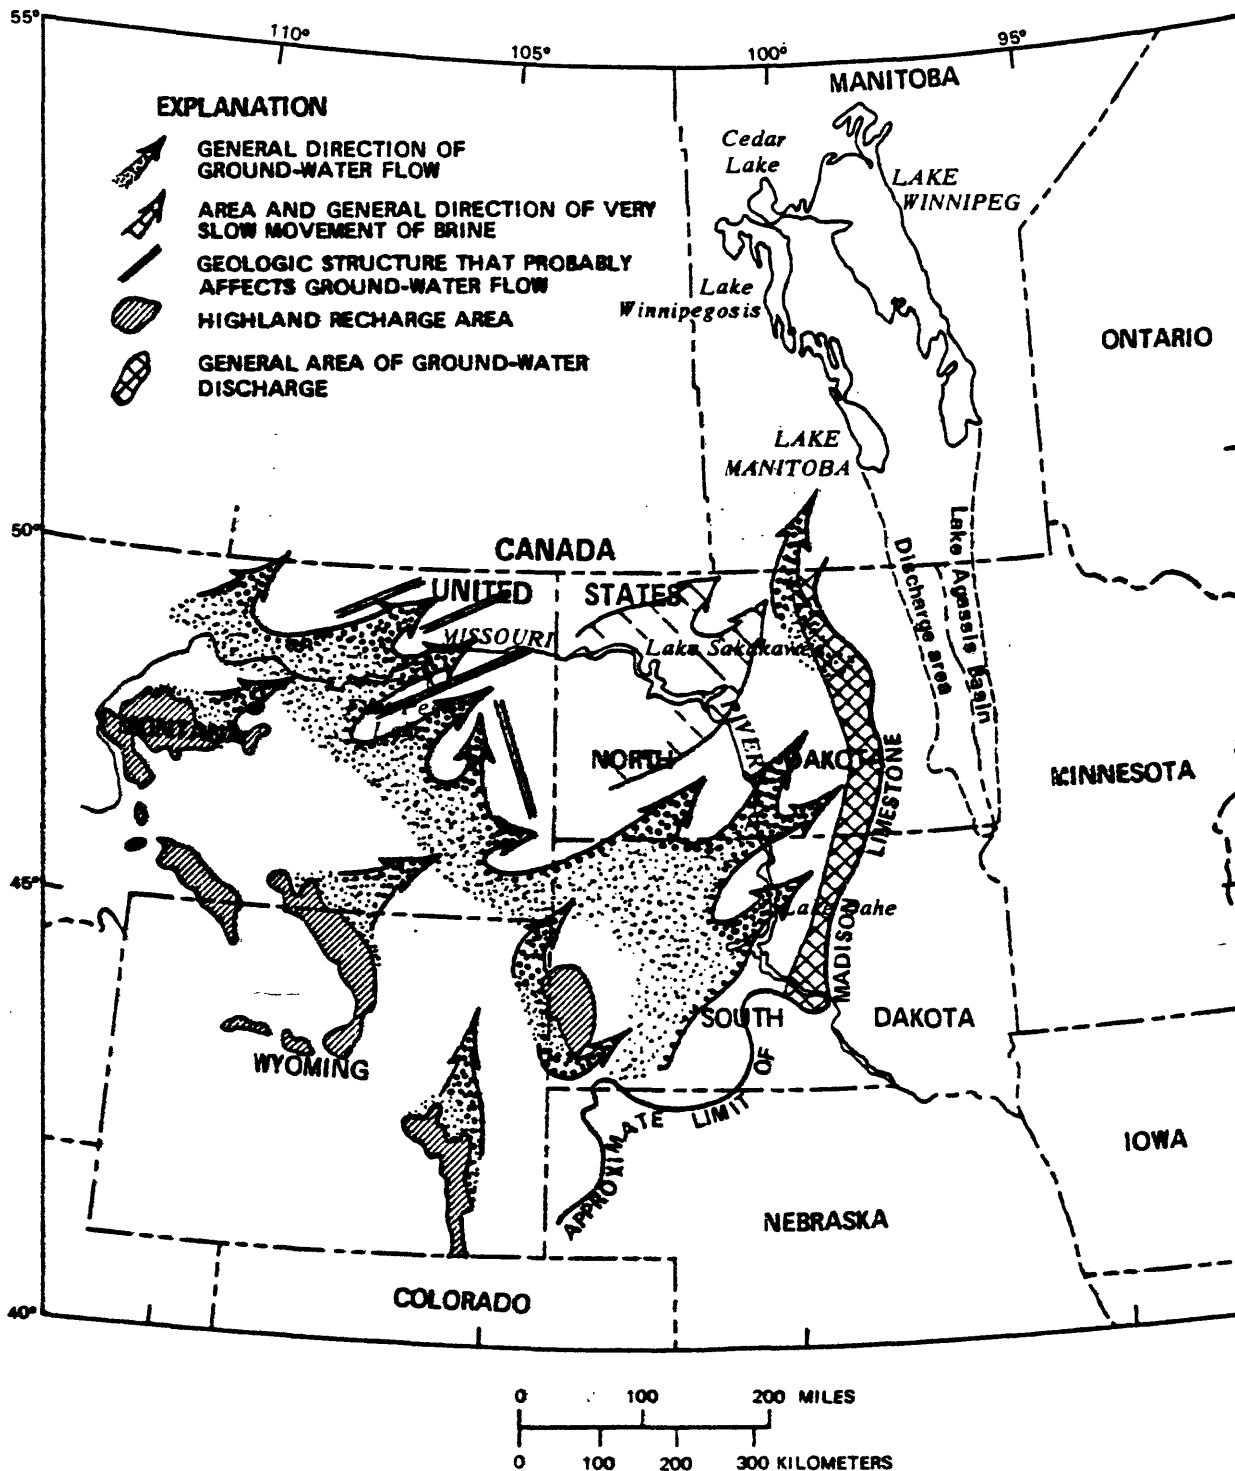 55°
110°
105°
100°
95°
MANITOBA
EXPLANATION
GENERAL DIRECTION OF
GROUND-WATER FLOW
AREA AND GENERAL DIRECTION OF VERY
SLOW MOVEMENT OF BRINE
GEOLOGIC STRUCTURE THAT PROBABLY
AFFECTS GROUND-WATER FLOW
HIGHLAND RECHARGE AREA
GENERAL AREA OF GROUND-WATER
DISCHARGE
Cedar
Lake
LAKE
WINNIPEG
Lake
Winnipegosis
ONTARIO
LAKE
MANITOBA
50°
CANADA
UNITED STATES
Discharge area
Lake Agassis Basin
MISSOURI
Lake Sakakawea
RIVER
MONTANA
NORTH DAKOTA
MINNESOTA
MADISON LIMESTONE
45°
Lake Oahe
SOUTH DAKOTA
WYOMING
APPROXIMATE LIMIT OF
IOWA
NEBRASKA
COLORADO
40°
0 100 200 MILES
0 100 200 300 KILOMETERS